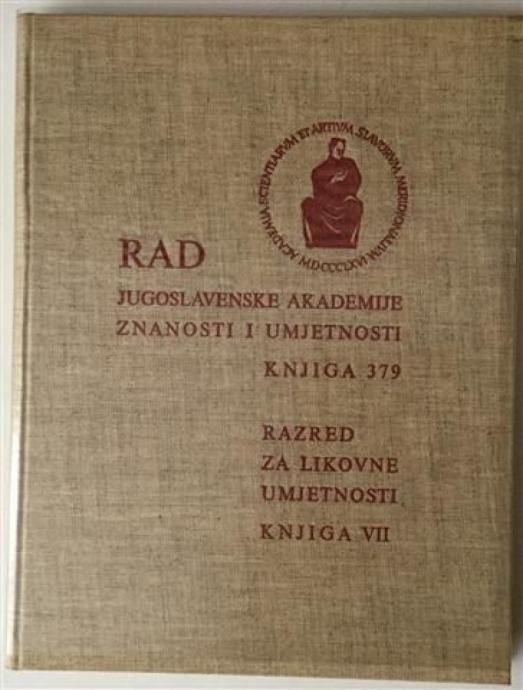 ACADEMIA SCIENTIARVM ET ARTIVM SLAVORVM MERIDIONALIVM
MDCCCLXVI
RAD
JUGOSLAVENSKE AKADEMIJE
ZNANOSTI I UMJETNOSTI
KNJIGA 379
RAZRED
ZA LIKOVNE
UMJETNOSTI
KNJIGA VII